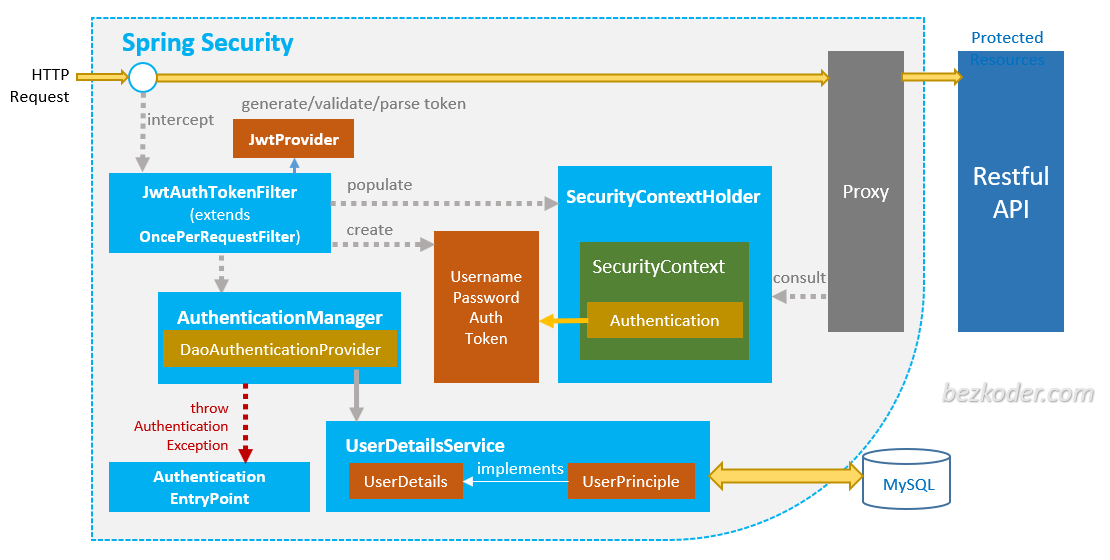 Spring Security
Protected
Resources
HTTP
Request
intercept
generate/validate/parse token
JwtProvider
JwtAuthTokenFilter
(extends
OncePerRequestFilter)
populate
create
SecurityContextHolder
SecurityContext
Authentication
Username
Password
Auth
Token
consult
Proxy
Restful
API
AuthenticationManager
DaoAuthenticationProvider
throw
Authentication
Exception
Authentication
EntryPoint
UserDetailsService
UserDetails
implements
UserPrinciple
MySQL
bezkoder.com